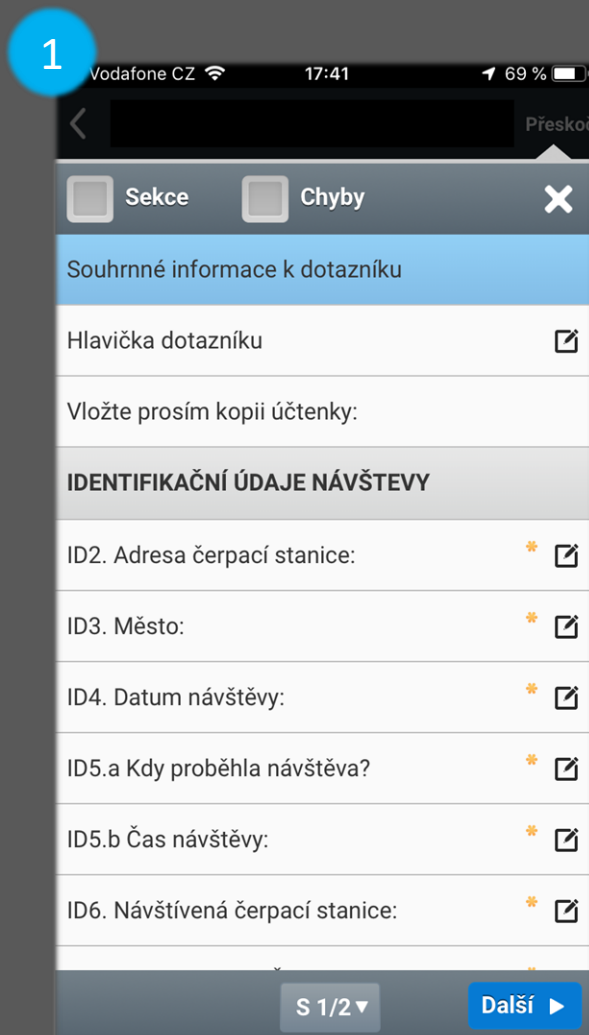 1
Vodafone CZ 17:41 69 %
Sekce Chyby
Souhrnné informace k dotazníku
Hlavička dotazníku
Vložte prosím kopii účtenky:
IDENTIFIKAČNÍ ÚDAJE NÁVŠTEVY
ID2. Adresa čerpací stanice: *
ID3. Město: *
ID4. Datum návštěvy: *
ID5.a Kdy proběhla návštěva? *
ID5.b Čas návštěvy: *
ID6. Návštívená čerpací stanice: *
S 1/2 Další